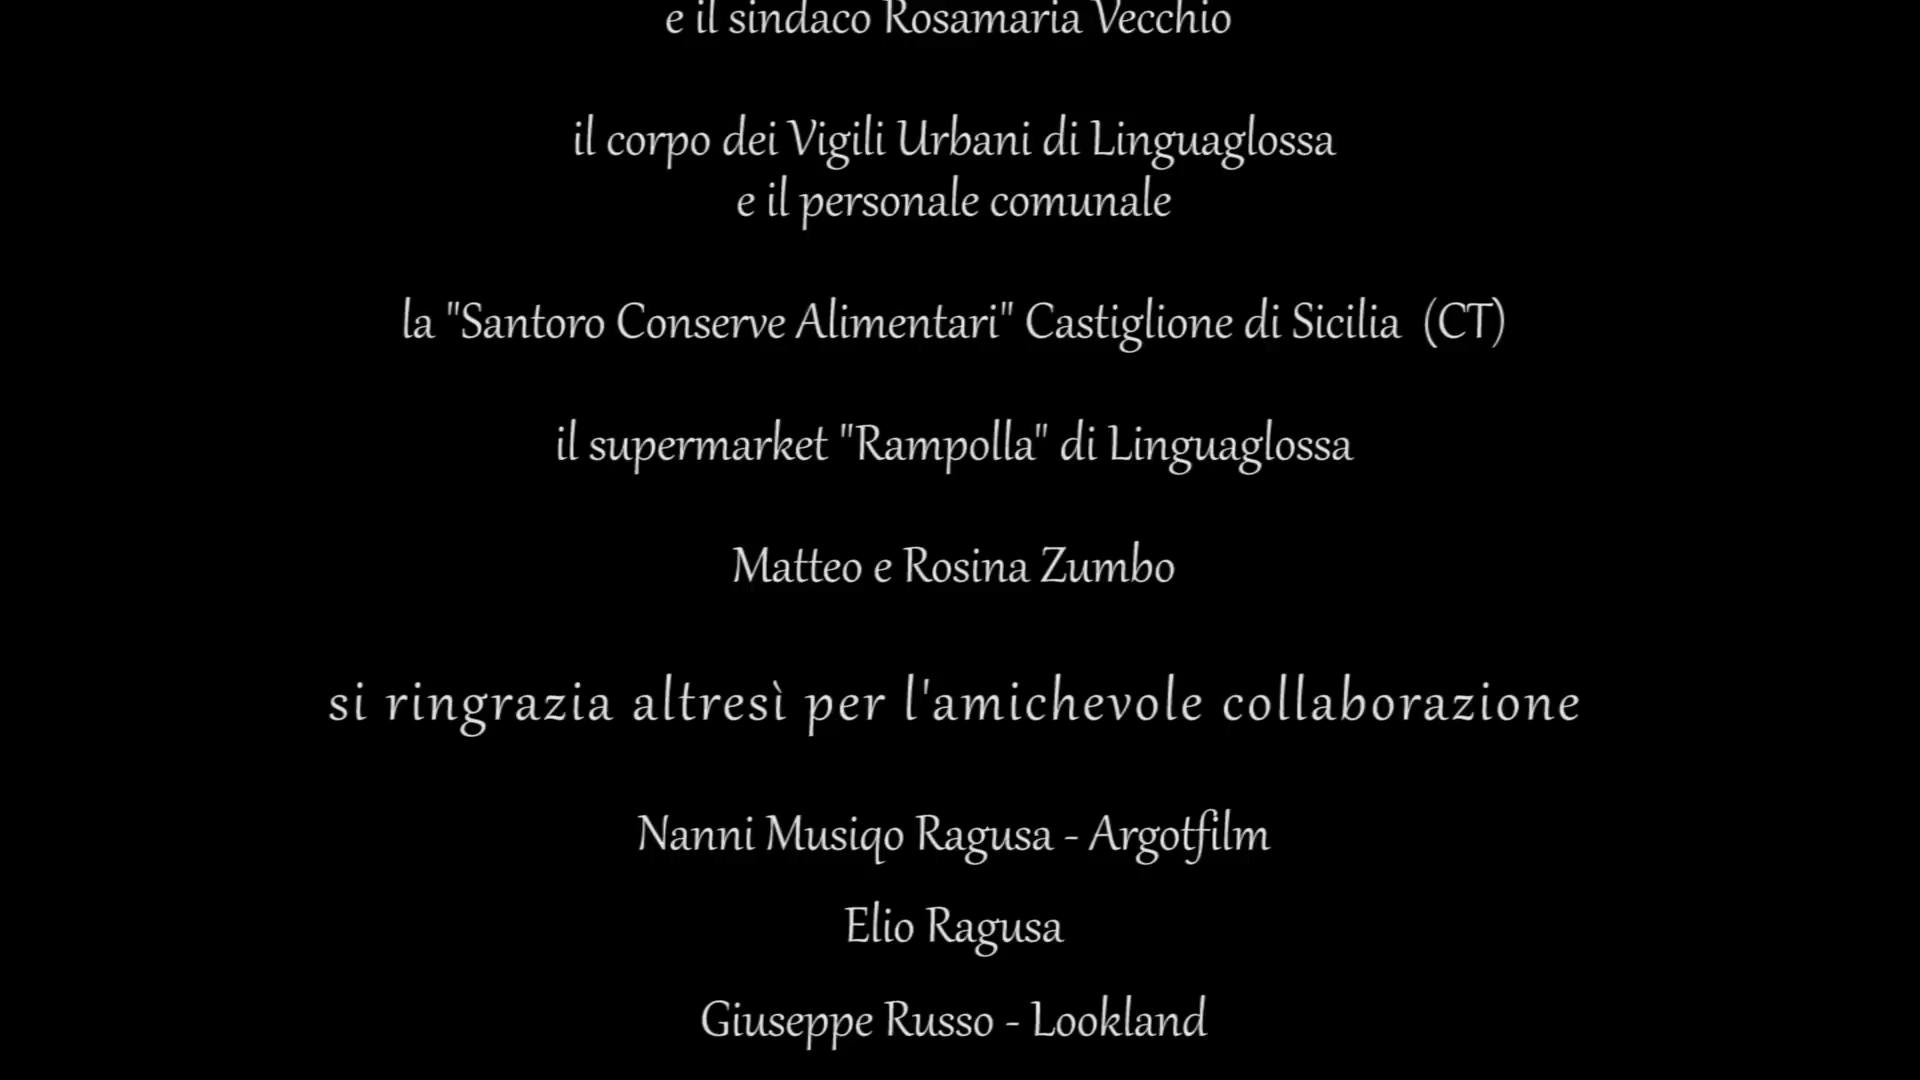 e il sindaco Rosamaria Vecchio
il corpo dei Vigili Urbani di Linguaglossa
e il personale comunale
la "Santoro Conserve Alimentari" Castiglione di Sicilia (CT)
il supermarket "Rampolla" di Linguaglossa
Matteo e Rosina Zumbo
si ringrazia altresì per l'amichevole collaborazione
Nanni Musiqo Ragusa - Argotfilm
Elio Ragusa
Giuseppe Russo - Lookland